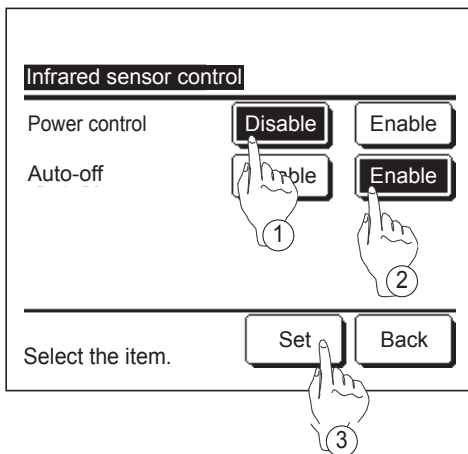 Infrared sensor control
Power control Disable Enable
Auto-off Enable
1
2
Select the item. Set Back
3